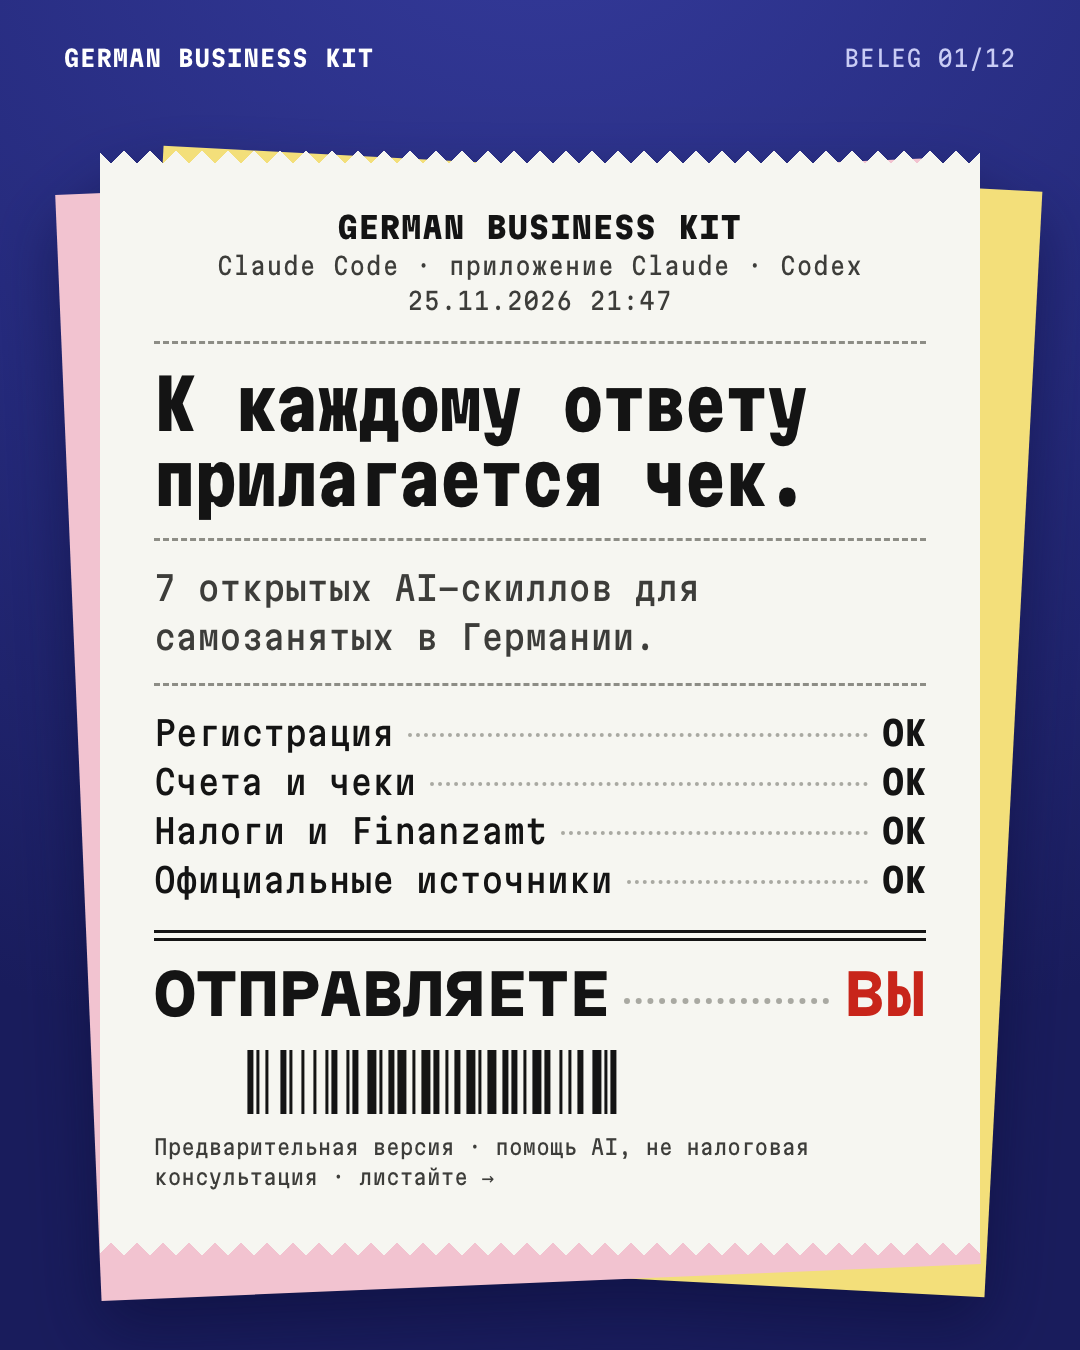 GERMAN BUSINESS KIT
BELEG 01/12
GERMAN BUSINESS KIT
Claude Code · приложение Claude · Codex
25.11.2026 21:47
К каждому ответу
прилагается чек.
7 открытых AI-скиллов для
самозанятых в Германии.
Регистрация OK
Счета и чеки OK
Налоги и Finanzamt OK
Официальные источники OK
ОТПРАВЛЯЕТЕ ВЫ
Предварительная версия · помощь AI, не налоговая
консультация · листайте →